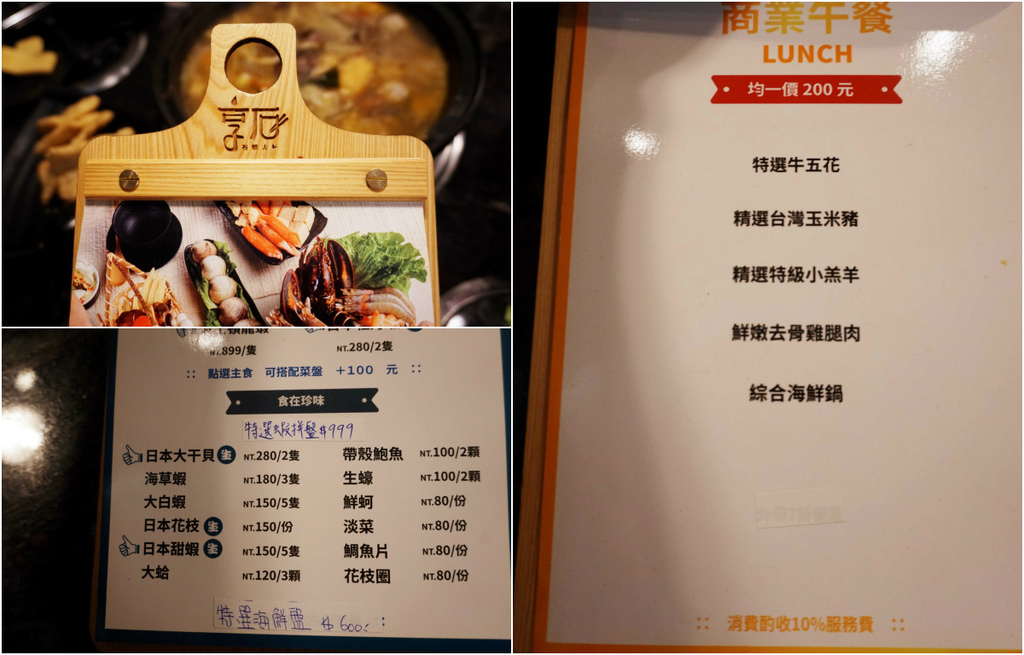 享石
商業午餐
LUNCH
均一價 200 元
特選牛五花
精選台灣玉米豬
精選特級小羔羊
鮮嫩去骨雞腿肉
綜合海鮮鍋
消費酌收10%服務費
NT.899/隻 NT.280/2隻
點選主食 可搭配菜盤 +100 元
食在珍味
特選蝦拼盤$999
日本大干貝 生 NT.280/2隻 帶殼鮑魚 NT.100/2顆
海草蝦 NT.180/3隻 生蠔 NT.100/2顆
大白蝦 NT.150/5隻 鮮蚵 NT.80/份
日本花枝 生 NT.150/份 淡菜 NT.80/份
日本甜蝦 生 NT.150/5隻 鯛魚片 NT.80/份
大蛤 NT.120/3顆 花枝圈 NT.80/份
特選海鮮盤 $600